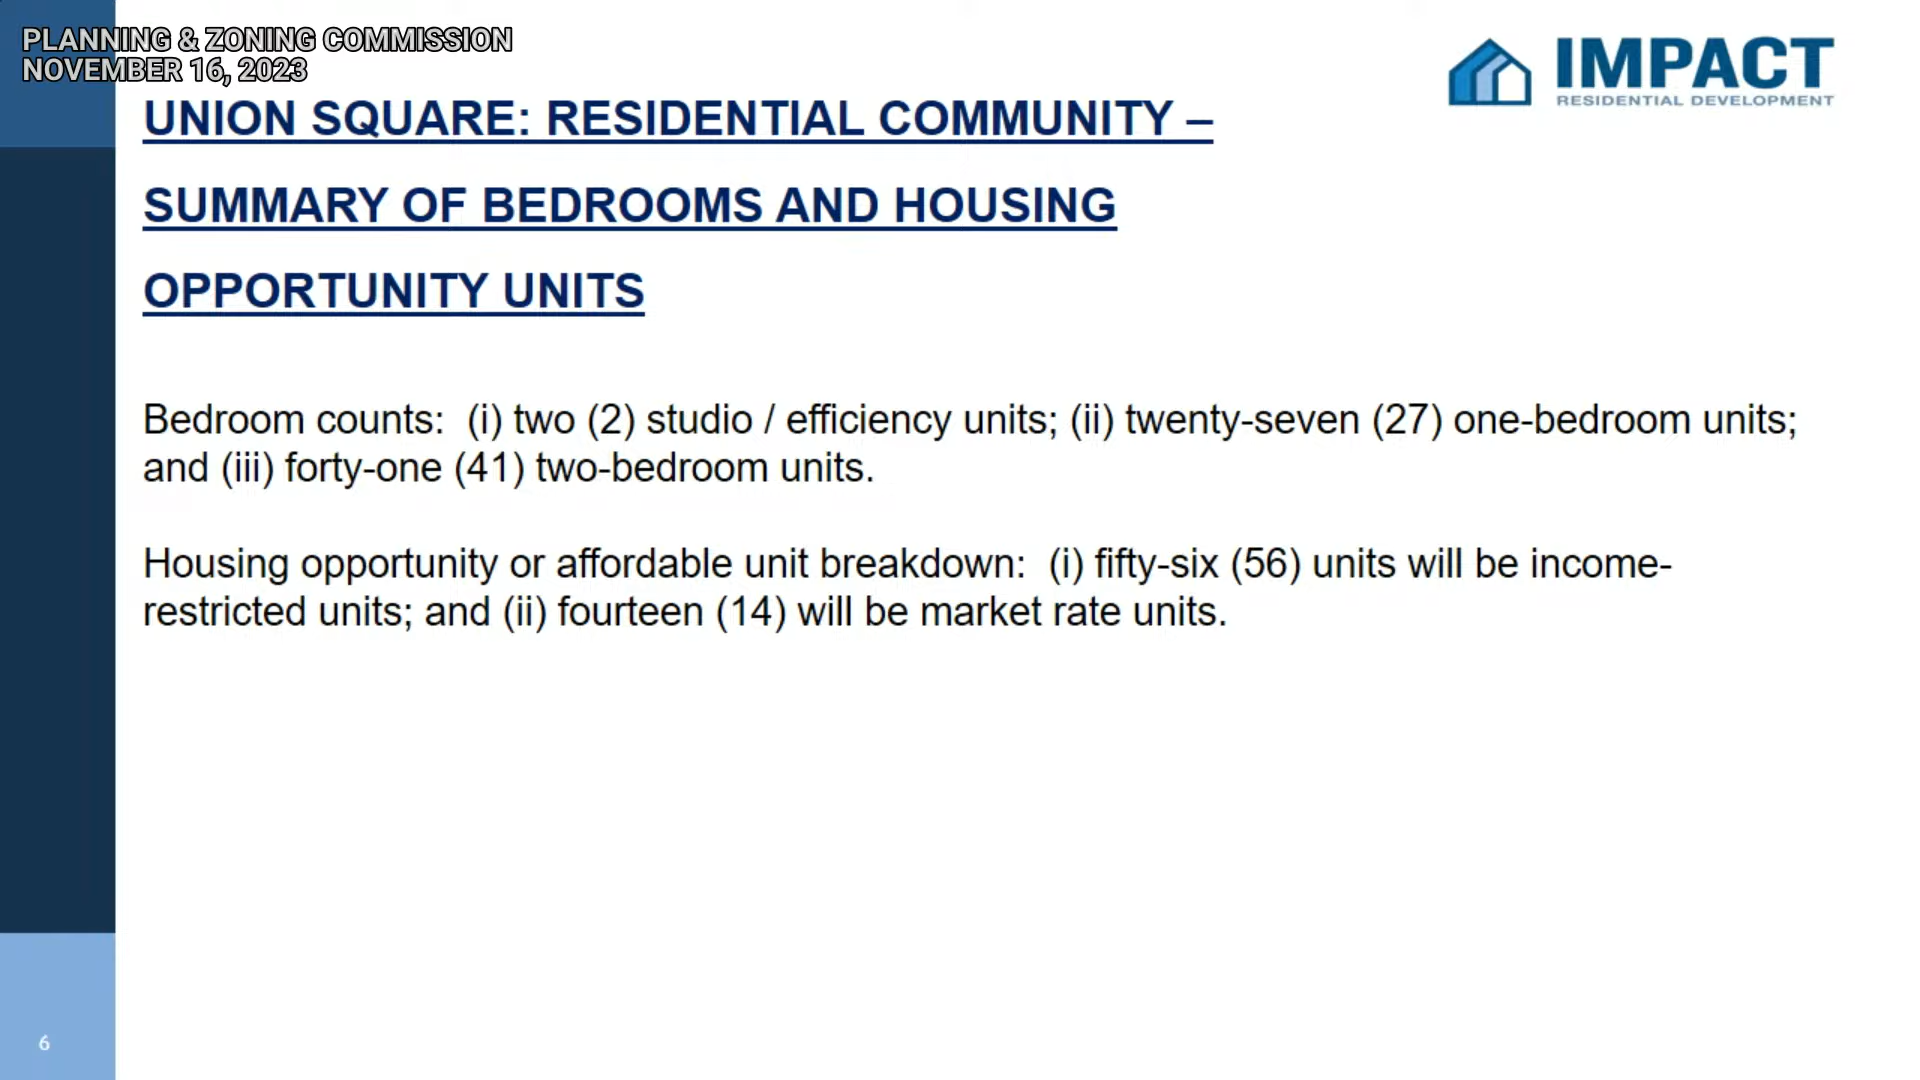 PLANNING & ZONING COMMISSION
NOVEMBER 16, 2023
IMPACT
RESIDENTIAL DEVELOPMENT
UNION SQUARE: RESIDENTIAL COMMUNITY –
SUMMARY OF BEDROOMS AND HOUSING
OPPORTUNITY UNITS
Bedroom counts: (i) two (2) studio / efficiency units; (ii) twenty-seven (27) one-bedroom units;
and (iii) forty-one (41) two-bedroom units.
Housing opportunity or affordable unit breakdown: (i) fifty-six (56) units will be income-
restricted units; and (ii) fourteen (14) will be market rate units.
6